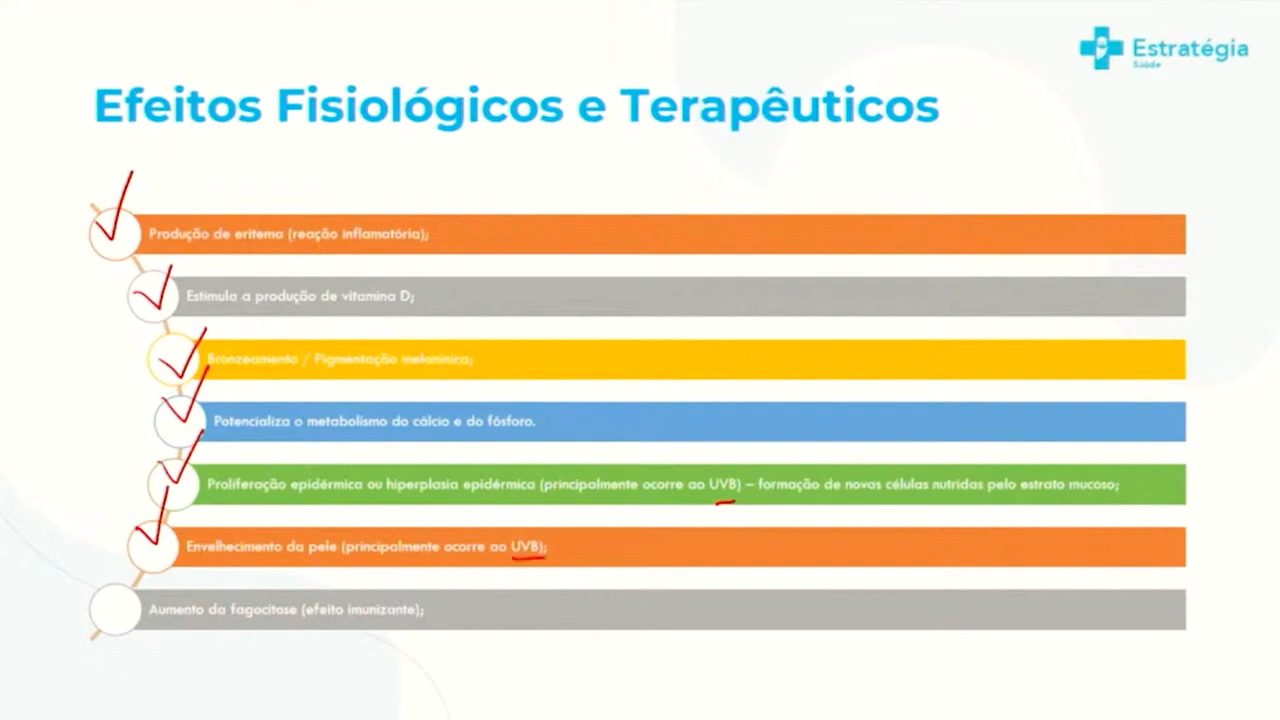 Estratégia
Saúde
Efeitos Fisiológicos e Terapêuticos
Produção de eritema (reação inflamatória);
Estimula a produção de vitamina D;
Bronzeamento / Pigmentação melanínica;
Potencializa o metabolismo do cálcio e do fósforo.
Proliferação epidérmica ou hiperplasia epidérmica (principalmente ocorre ao UVB) – formação de novas células nutridas pelo estrato mucoso;
Envelhecimento da pele (principalmente ocorre ao UVB);
Aumento da fagocitose (efeito imunizante);